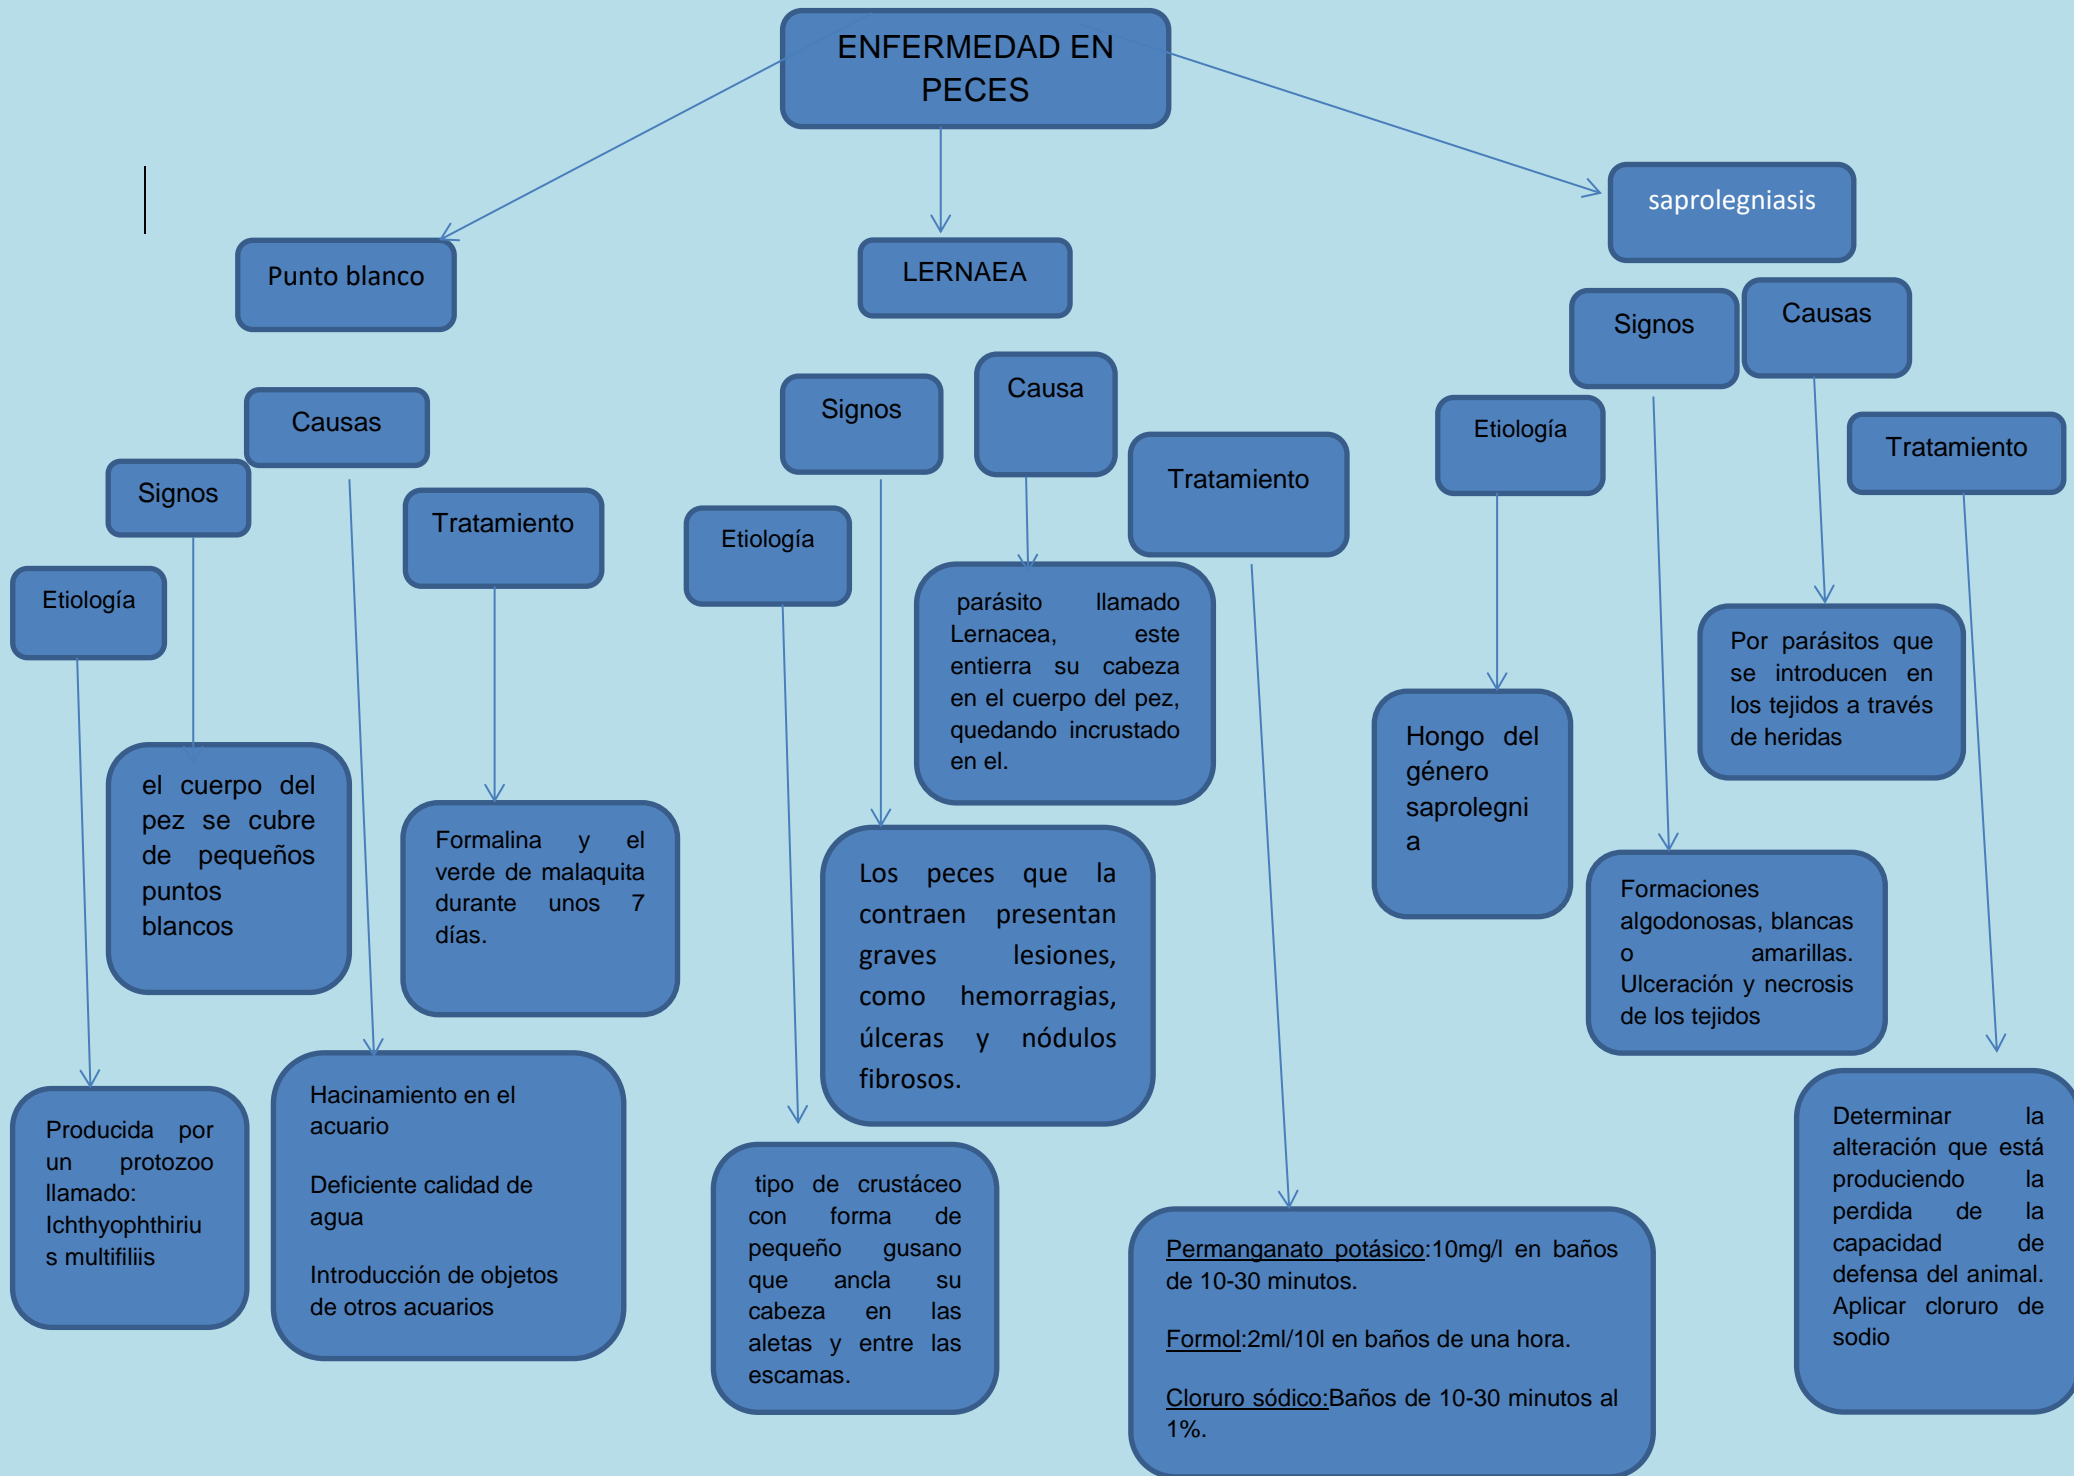 ENFERMEDAD EN
PECES
Punto blanco
LERNAEA
saprolegniasis
Etiología
Signos
Causas
Tratamiento
Producida por
un protozoo
llamado:
Ichthyophthiriu
s multifiliis
el cuerpo del
pez se cubre
de pequeños
puntos
blancos
Hacinamiento en el
acuario
Deficiente calidad de
agua
Introducción de objetos
de otros acuarios
Formalina y el
verde de malaquita
durante unos 7
días.
Etiología
Signos
Causa
Tratamiento
tipo de crustáceo
con forma de
pequeño gusano
que ancla su
cabeza en las
aletas y entre las
escamas.
Los peces que la
contraen presentan
graves lesiones,
como hemorragias,
úlceras y nódulos
fibrosos.
parásito llamado
Lernacea, este
entierra su cabeza
en el cuerpo del pez,
quedando incrustado
en el.
Permanganato potásico:10mg/l en baños
de 10-30 minutos.
Formol:2ml/10l en baños de una hora.
Cloruro sódico:Baños de 10-30 minutos al
1%.
Etiología
Signos
Causas
Tratamiento
Hongo del
género
saprolegni
a
Formaciones
algodonosas, blancas
o amarillas.
Ulceración y necrosis
de los tejidos
Por parásitos que
se introducen en
los tejidos a través
de heridas
Determinar la
alteración que está
produciendo la
perdida de la
capacidad de
defensa del animal.
Aplicar cloruro de
sodio